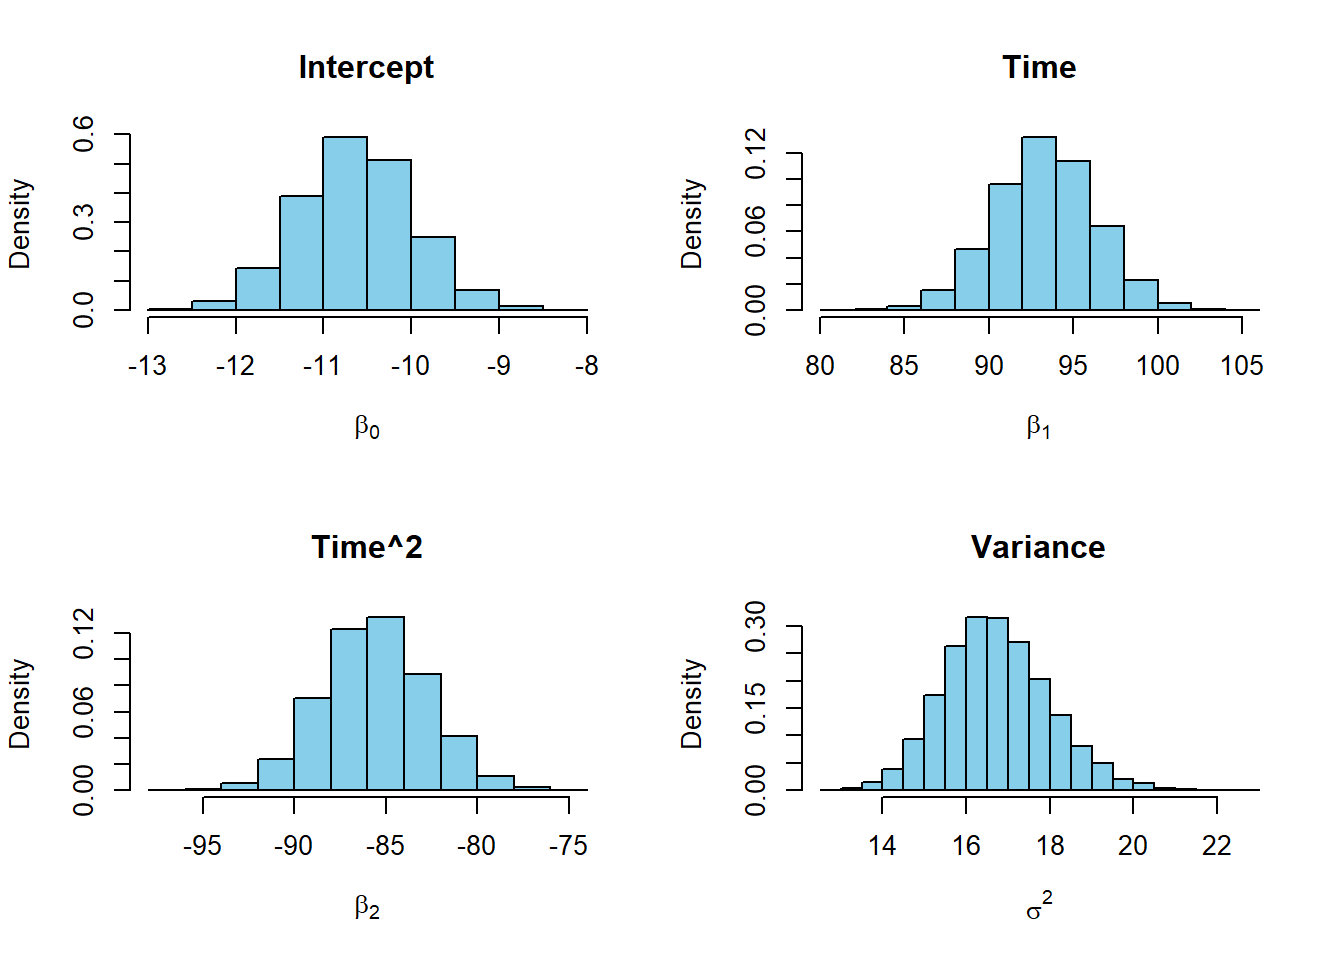 Intercept
Density
0.0 0.3 0.6
-13 -12 -11 -10 -9 -8
β0
Time
Density
0.00 0.06 0.12
80 85 90 95 100 105
β1
Time^2
Density
0.00 0.06 0.12
-95 -90 -85 -80 -75
β2
Variance
Density
0.00 0.15 0.30
14 16 18 20 22
σ2